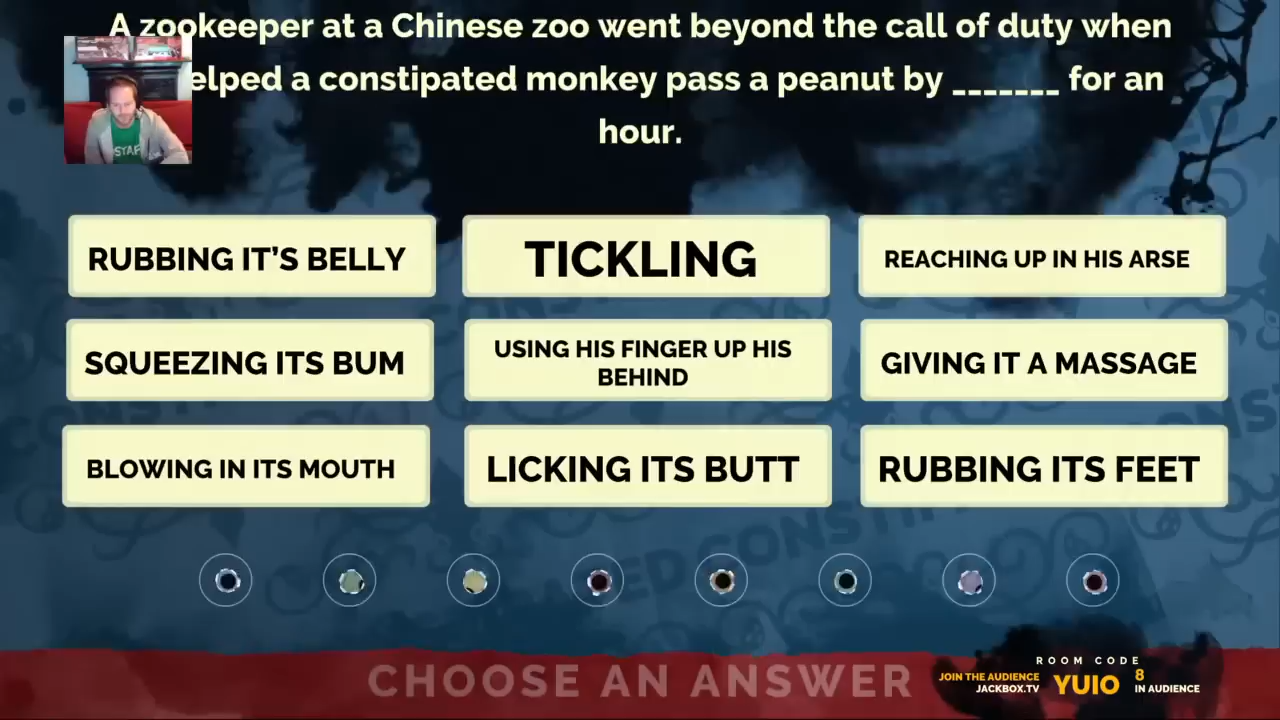 A zookeeper at a Chinese zoo went beyond the call of duty when
elped a constipated monkey pass a peanut by _______ for an
hour.
RUBBING IT'S BELLY
TICKLING
REACHING UP IN HIS ARSE
SQUEEZING ITS BUM
USING HIS FINGER UP HIS
BEHIND
GIVING IT A MASSAGE
BLOWING IN ITS MOUTH
LICKING ITS BUTT
RUBBING ITS FEET
CHOOSE AN ANSWER
ROOM CODE
JOIN THE AUDIENCE
JACKBOX.TV
YUIO
8
IN AUDIENCE